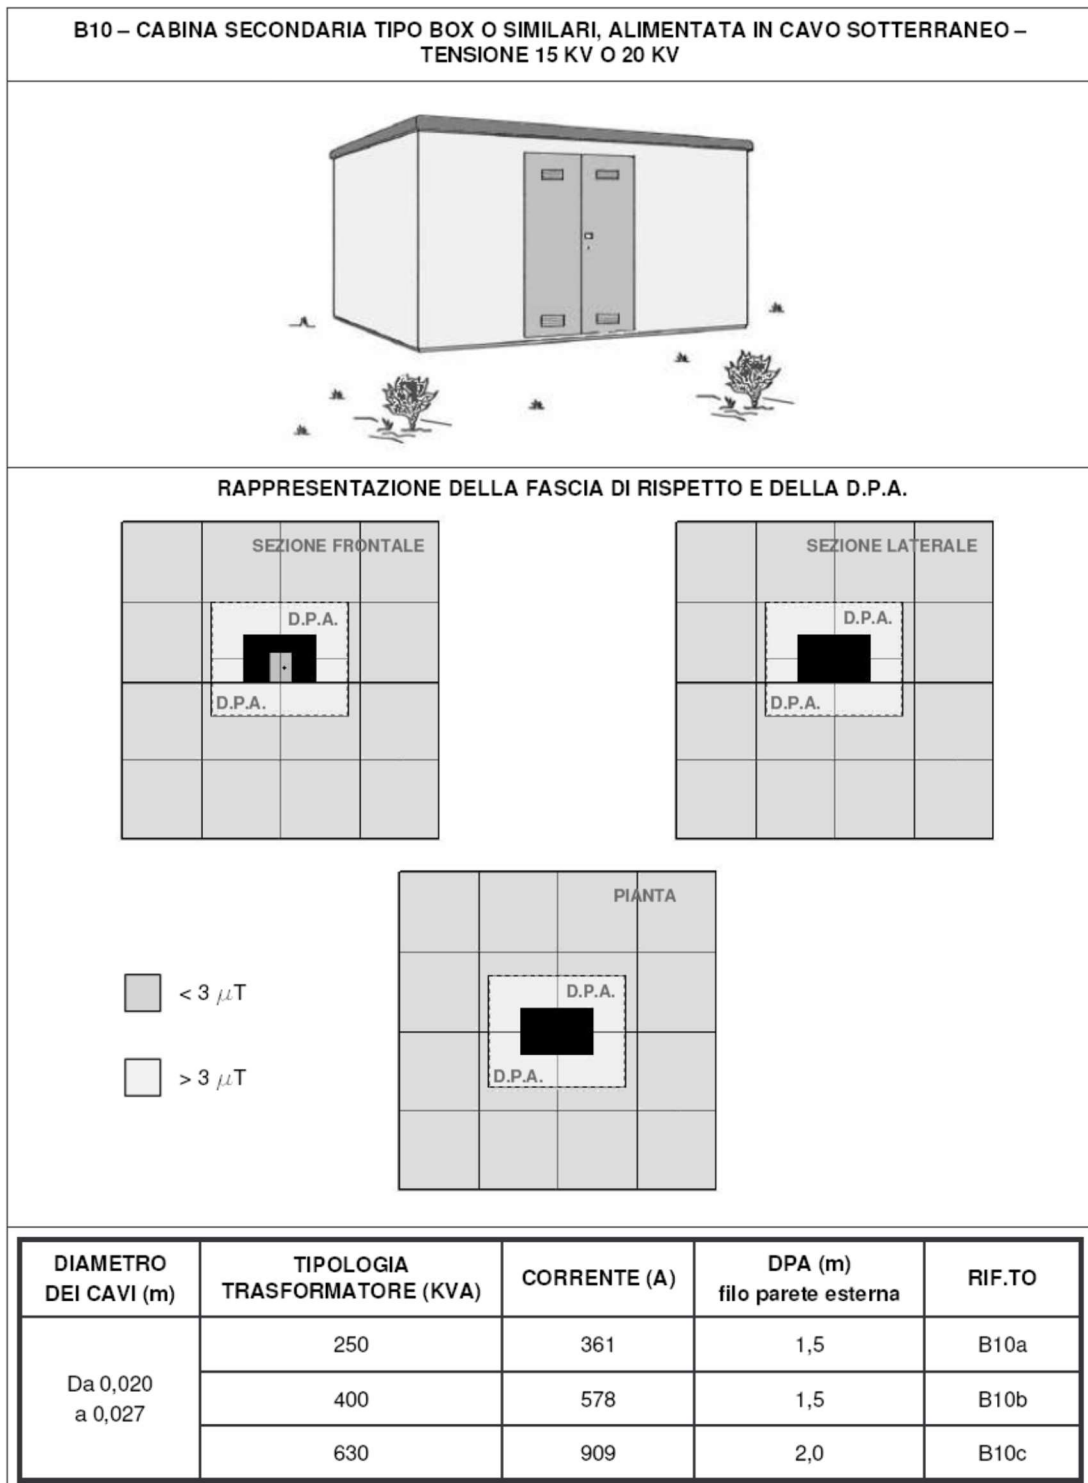 B10 – CABINA SECONDARIA TIPO BOX O SIMILARI, ALIMENTATA IN CAVO SOTTERRANEO –
TENSIONE 15 KV O 20 KV
RAPPRESENTAZIONE DELLA FASCIA DI RISPETTO E DELLA D.P.A.
SEZIONE FRONTALE
D.P.A.
D.P.A.
SEZIONE LATERALE
D.P.A.
D.P.A.
PIANTA
D.P.A.
D.P.A.
< 3 μT
> 3 μT
DIAMETRO
DEI CAVI (m)
TIPOLOGIA
TRASFORMATORE (KVA)
CORRENTE (A)
DPA (m)
filo parete esterna
RIF.TO
Da 0,020
a 0,027
250
361
1,5
B10a
400
578
1,5
B10b
630
909
2,0
B10c